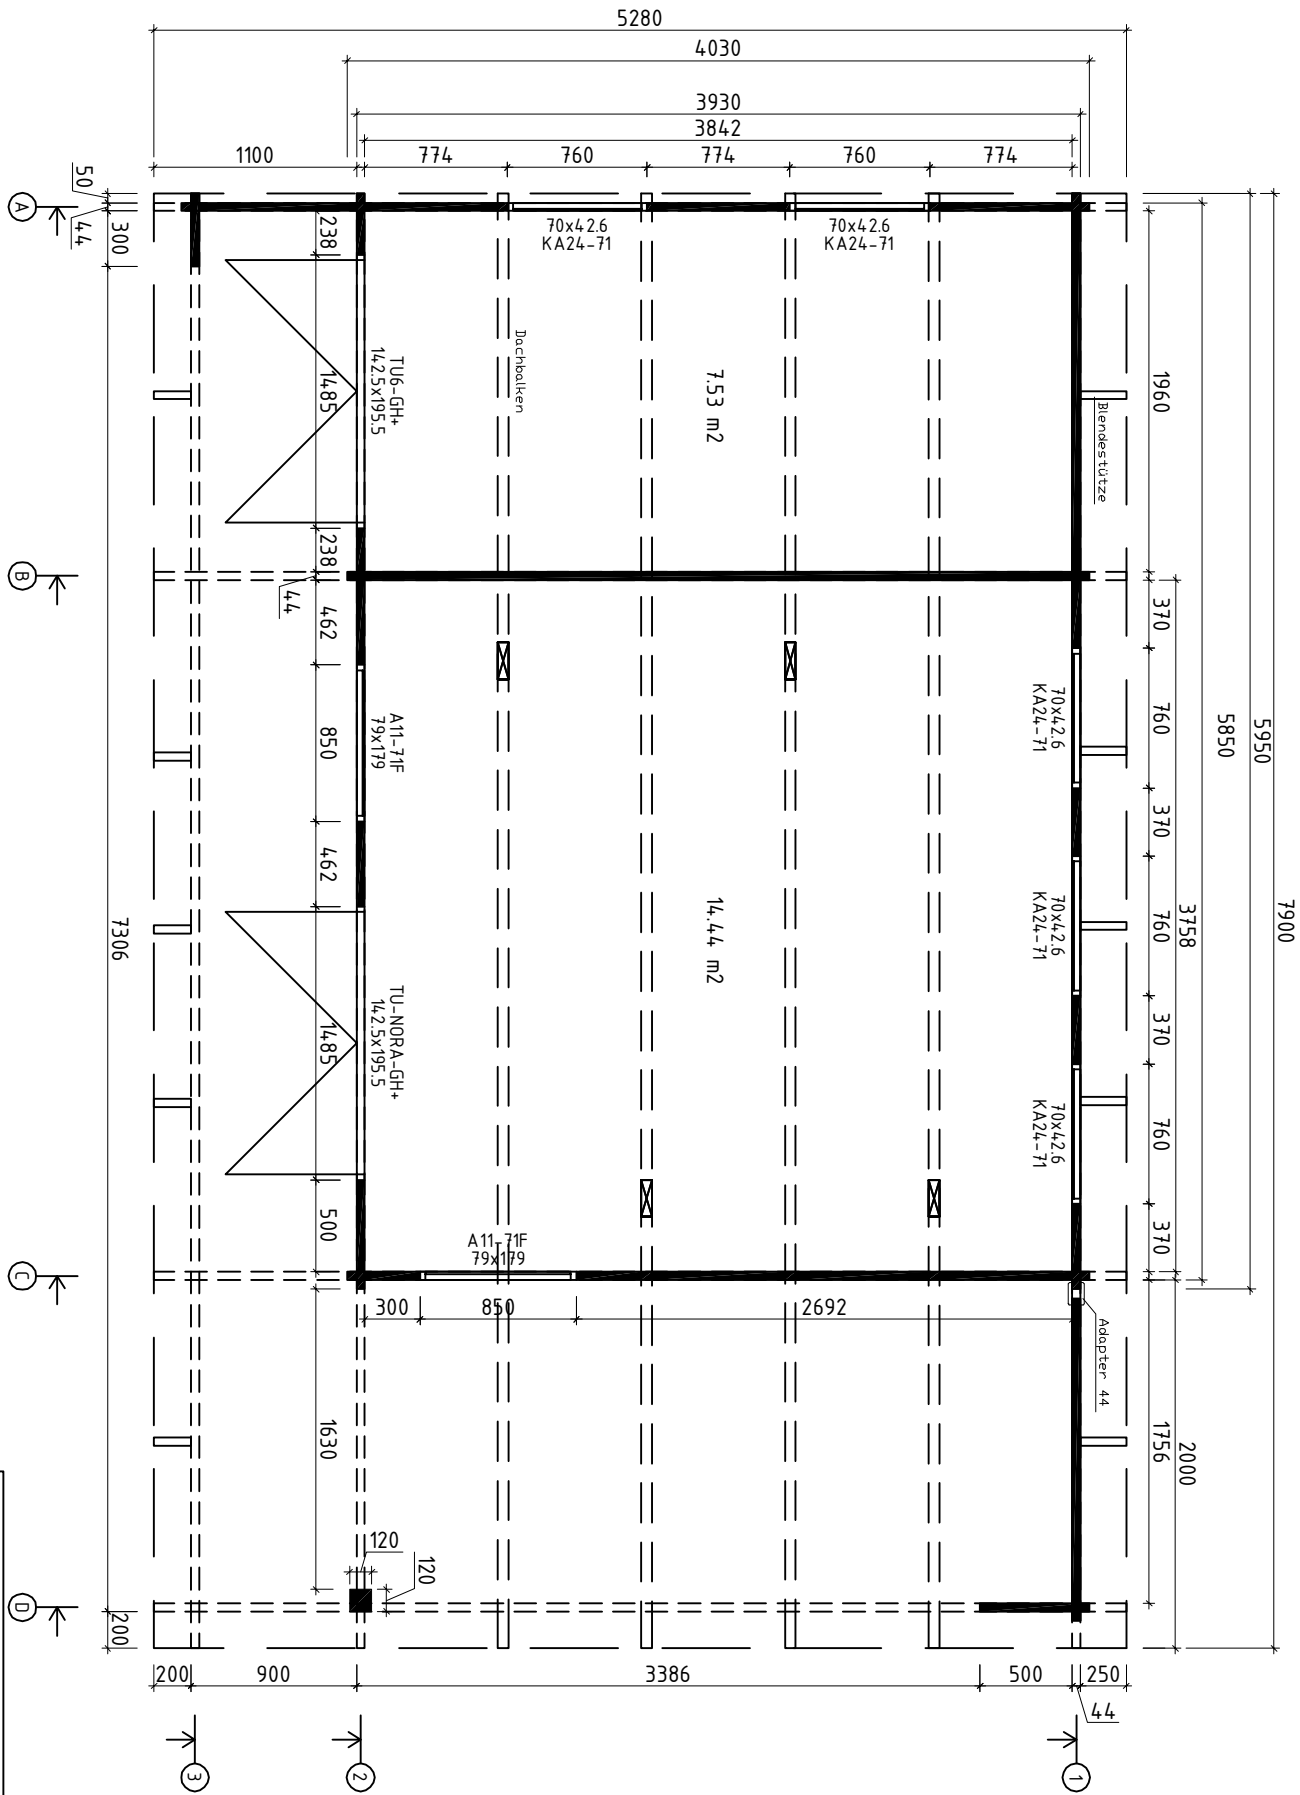 5280
4030
3930
3842
1100
774
760
774
760
774
50
44
300
A
238
70x42.6
KA24-71
70x42.6
KA24-71
Dachbalken
TU6-GH+
142.5x195.5
1485
7.53 m2
Blendestütze
1960
238
B
44
462
370
5950
5850
7900
A11-71F
79x179
850
70x42.6
KA24-71
760
370
462
7306
14.44 m2
70x42.6
KA24-71
760
3758
370
TU-NORA-GH+
142.5x195.5
1485
70x42.6
KA24-71
760
500
370
A11-71F
79x179
C
300
850
2692
Adapter 44
1630
1756
2000
120
120
D
200
200
900
3386
500
250
44
3
2
1